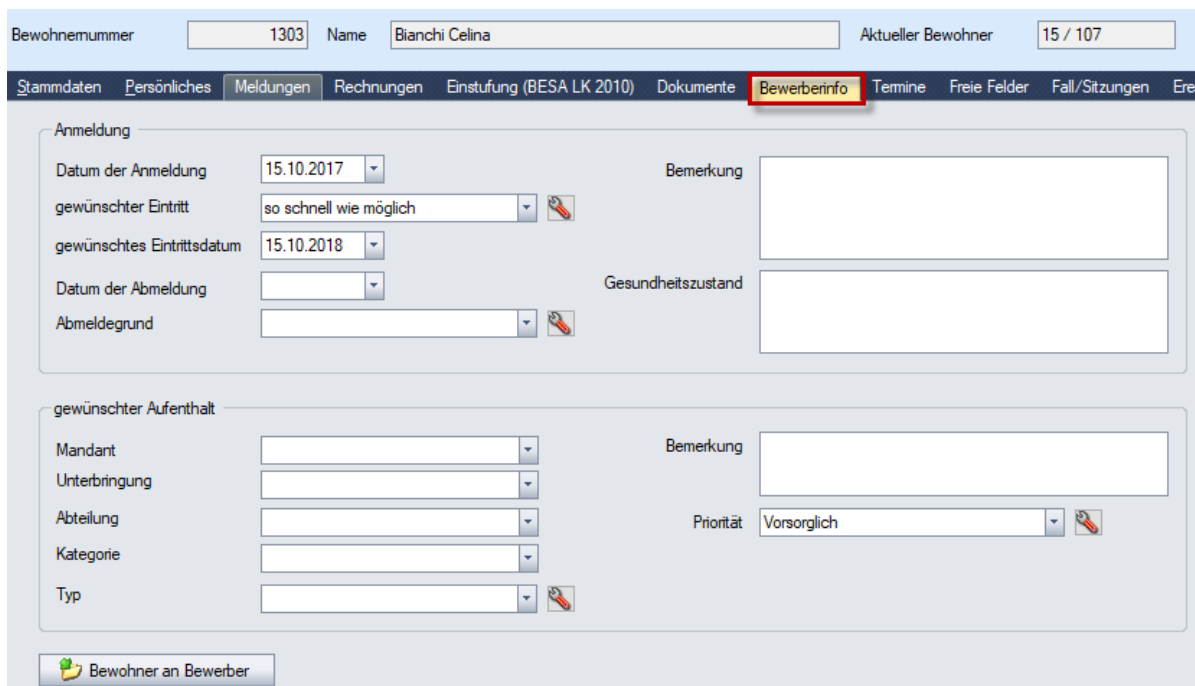 Bewohnernummer 1303 Name Bianchi Celina Aktueller Bewohner 15 / 107
Stammdaten Persönliches Meldungen Rechnungen Einstufung (BESA LK 2010) Dokumente Bewerberinfo Termine Freie Felder Fall/Sitzungen Ere
Anmeldung
Datum der Anmeldung 15.10.2017 Bemerkung
gewünschter Eintritt so schnell wie möglich
gewünschtes Eintrittsdatum 15.10.2018
Datum der Abmeldung Gesundheitszustand
Abmeldegrund
gewünschter Aufenthalt
Mandant Bemerkung
Unterbringung
Abteilung Priorität Vorsorglich
Kategorie
Typ
Bewohner an Bewerber